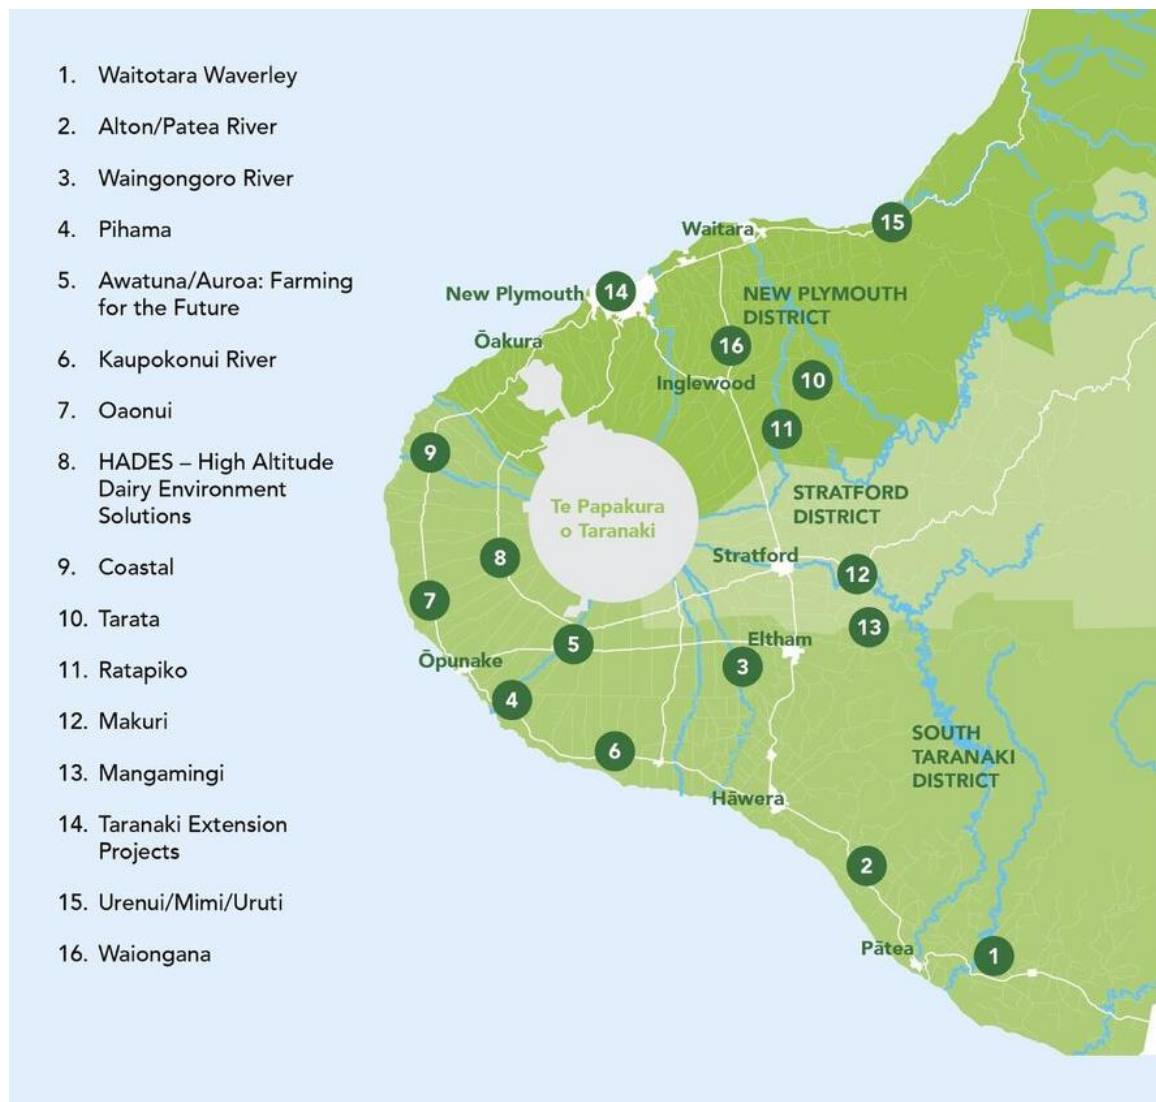 1. Waitotara Waverley
2. Alton/Patea River
3. Waingongoro River
4. Pihama
5. Awatuna/Auroa: Farming
for the Future
6. Kaupokonui River
7. Oaonui
8. HADES – High Altitude
Dairy Environment
Solutions
9. Coastal
10. Tarata
11. Ratapiko
12. Makuri
13. Mangamingi
14. Taranaki Extension
Projects
15. Urenui/Mimi/Uruti
16. Waiongana
15
Waitara
New Plymouth
14
NEW PLYMOUTH
DISTRICT
Ōakura
16
Inglewood
10
11
9
Te Papakura
o Taranaki
STRATFORD
DISTRICT
8
Stratford
12
7
13
5
Eltham
Ōpunake
3
4
6
SOUTH
TARANAKI
DISTRICT
Hāwera
2
Pātea
1